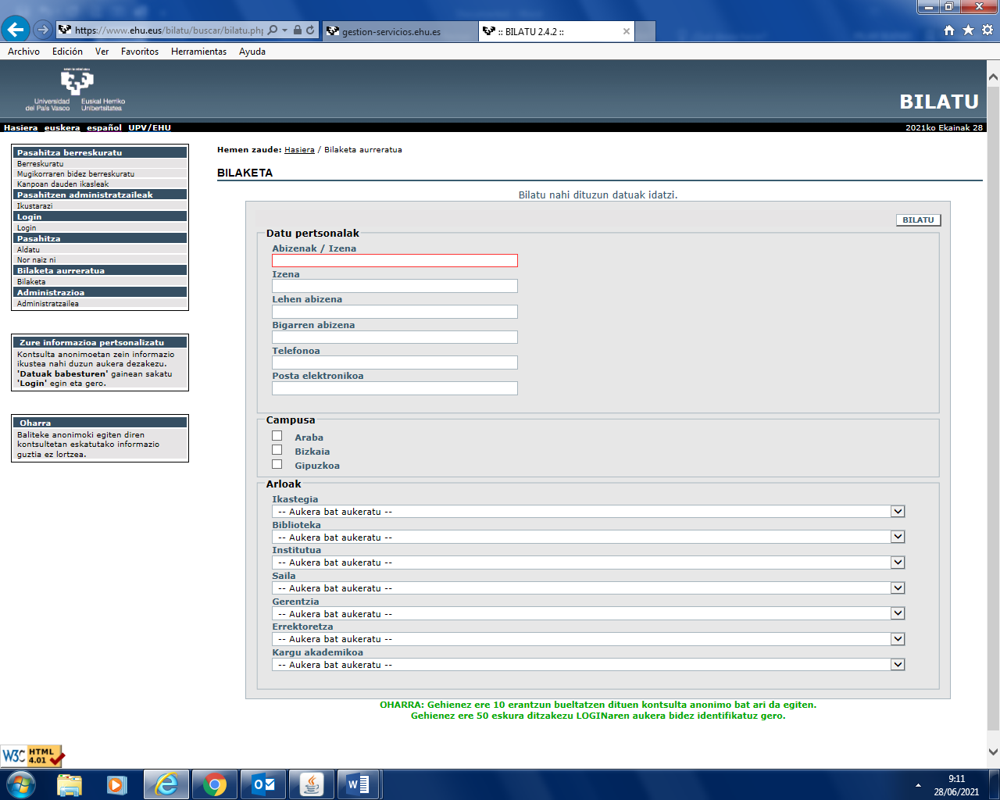 https://www.ehu.eus/bilatu/buscar/bilatu.php
gestion-servicios.ehu.es
:: BILATU 2.4.2 ::
Archivo Edición Ver Favoritos Herramientas Ayuda
Universidad del País Vasco
Euskal Herriko Unibertsitatea
BILATU
Hasiera euskera español UPV/EHU
2021ko Ekainak 28
Pasahitza berreskuratu
Berreskuratu
Mugikorraren bidez berreskuratu
Kanpoan dauden ikasleak
Pasahitzen administratzaileak
Ikustarazi
Login
Login
Pasahitza
Aldatu
Nor naiz ni
Bilaketa aurreratua
Bilaketa
Administrazioa
Administratzailea
Zure informazioa pertsonalizatu
Kontsulta anonimoetan zein informazio
ikustea nahi duzun aukera dezakezu.
'Datuak babesturen' gainean sakatu
'Login' egin eta gero.
Oharra
Baliteke anonimoki egiten diren
kontsultetan eskatutako informazio
guztia ez lortzea.
Hemen zaude: Hasiera / Bilaketa aurreratua
BILAKETA
Bilatu nahi dituzun datuak idatzi.
BILATU
Datu pertsonalak
Abizenak / Izena
Izena
Lehen abizena
Bigarren abizena
Telefonoa
Posta elektronikoa
Campusa
Araba
Bizkaia
Gipuzkoa
Arloak
Ikastegia
-- Aukera bat aukeratu --
Biblioteka
-- Aukera bat aukeratu --
Institutua
-- Aukera bat aukeratu --
Saila
-- Aukera bat aukeratu --
Gerentzia
-- Aukera bat aukeratu --
Errektoretza
-- Aukera bat aukeratu --
Kargu akademikoa
-- Aukera bat aukeratu --
OHARRA: Gehienez ere 10 erantzun bueltatzen dituen kontsulta anonimo bat ari da egiten.
Gehienez ere 50 eskura ditzakezu LOGINaren aukera bidez identifikatuz gero.
W3C HTML 4.01
9:11
28/06/2021